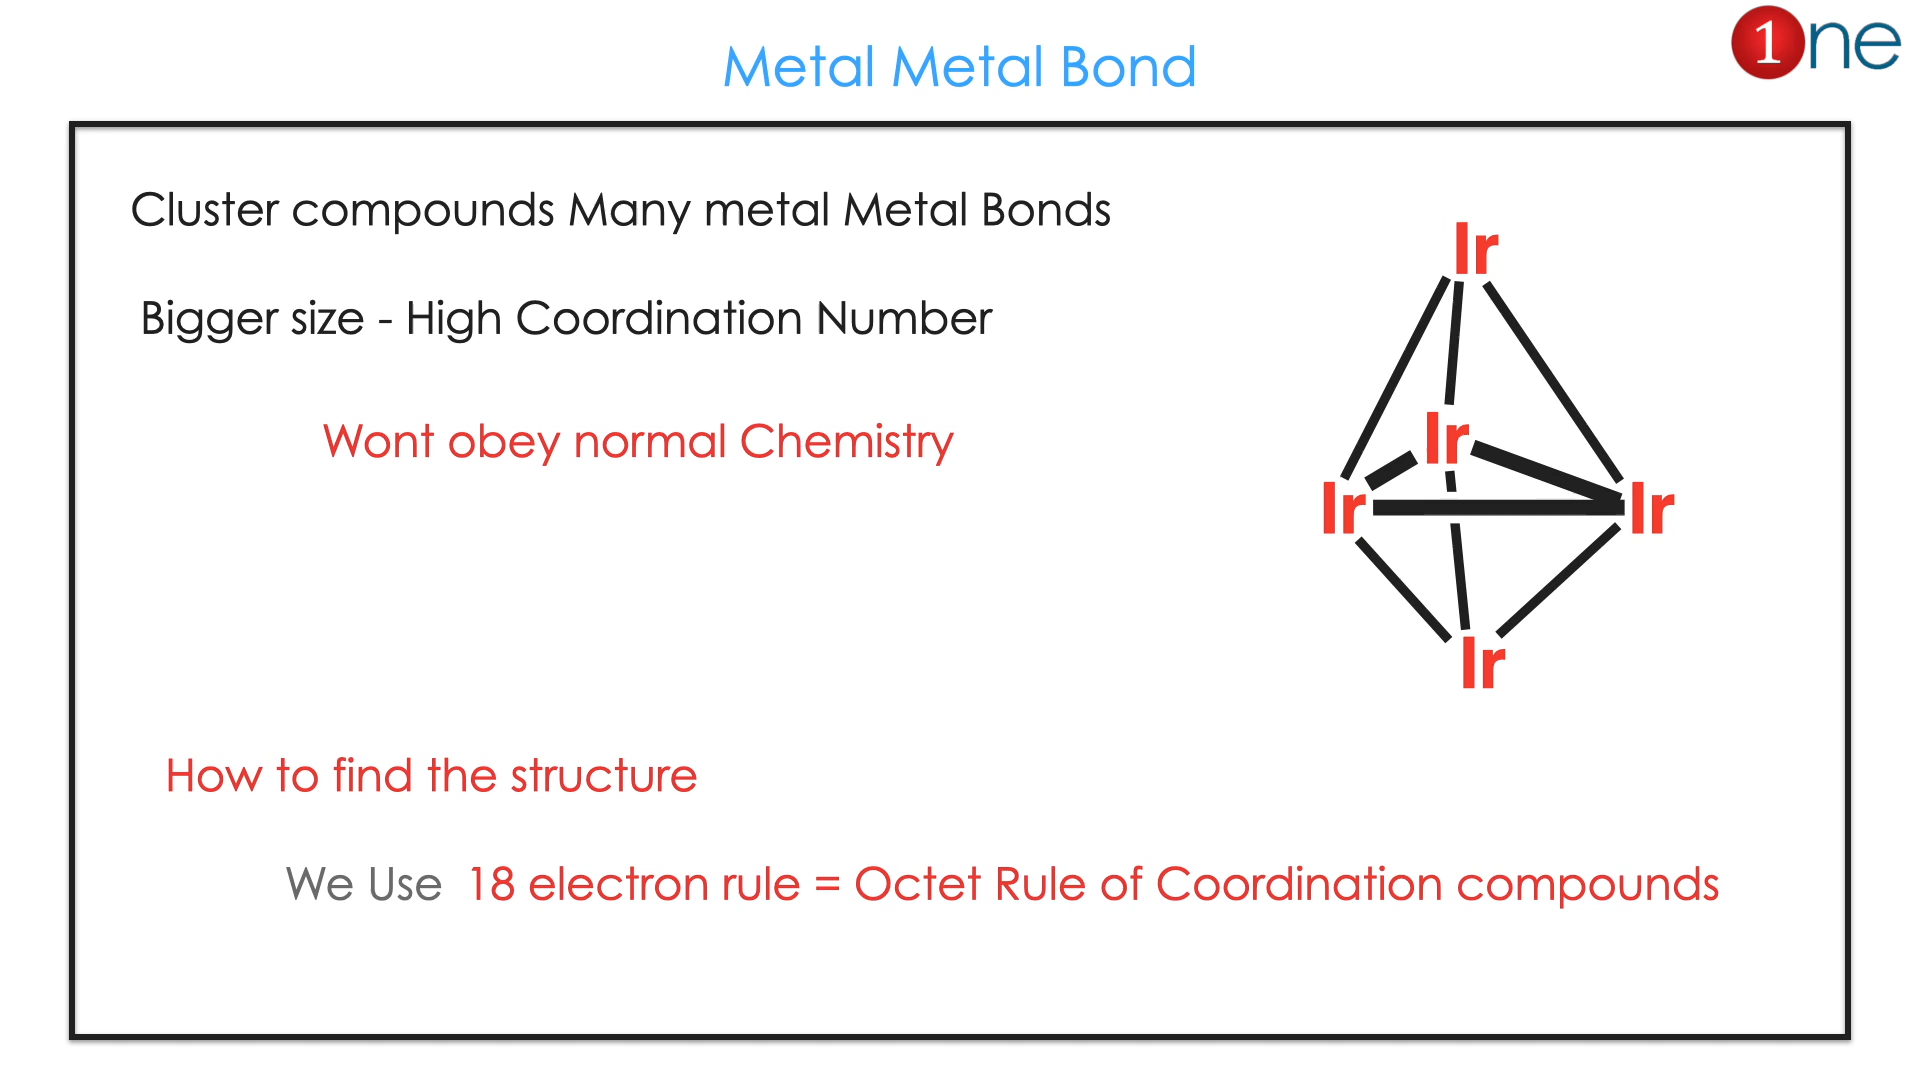 1ne
Metal Metal Bond
Cluster compounds Many metal Metal Bonds
Bigger size - High Coordination Number
Wont obey normal Chemistry
Ir
Ir
Ir
Ir
Ir
How to find the structure
We Use 18 electron rule = Octet Rule of Coordination compounds